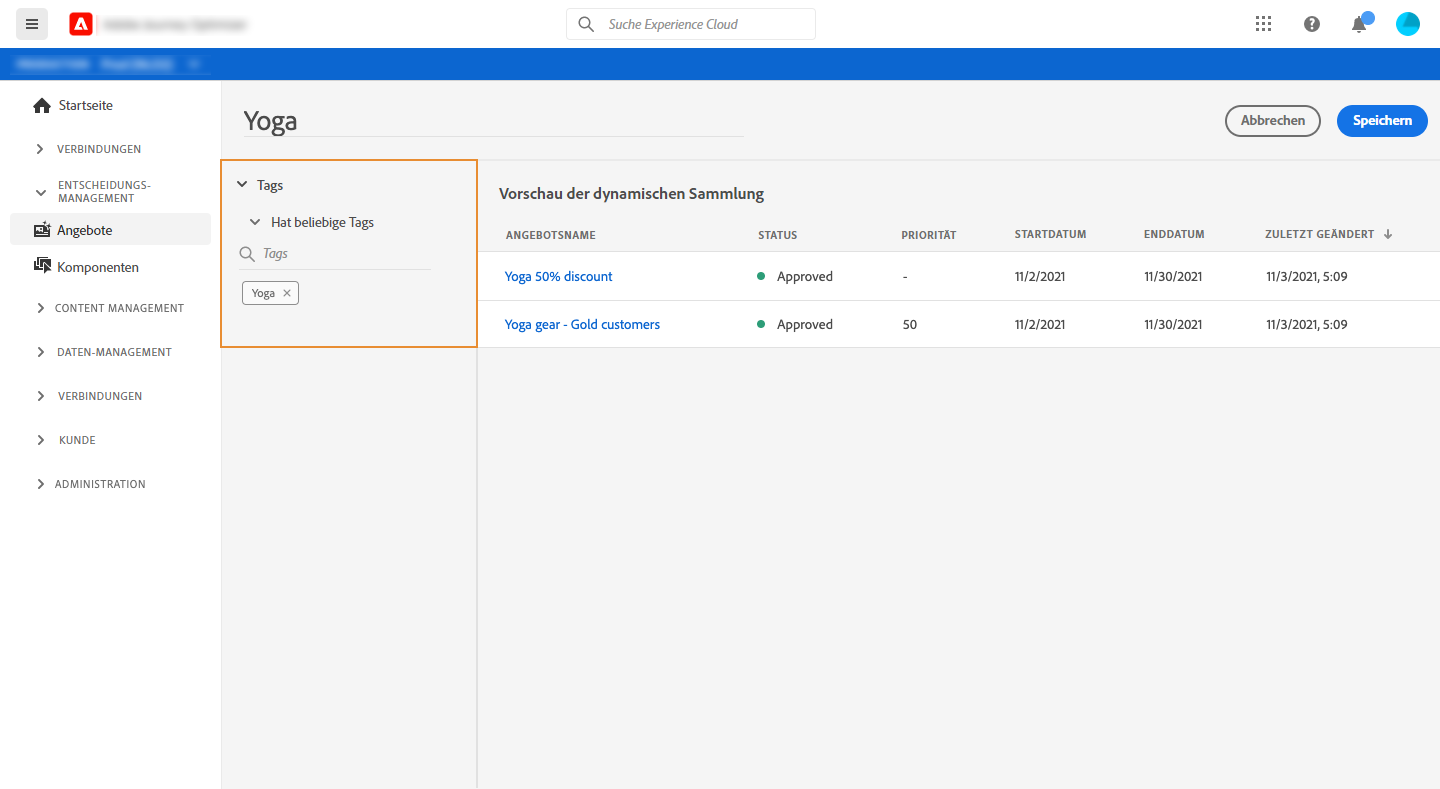 Suche Experience Cloud
Startseite
VERBINDUNGEN
ENTSCHEIDUNGS-
MANAGEMENT
Angebote
Komponenten
CONTENT MANAGEMENT
DATEN-MANAGEMENT
VERBINDUNGEN
KUNDE
ADMINISTRATION
Yoga
Abbrechen
Speichern
Tags
Hat beliebige Tags
Tags
Yoga
Vorschau der dynamischen Sammlung
ANGEBOTSNAME STATUS PRIORITÄT STARTDATUM ENDDATUM ZULETZT GEÄNDERT
Yoga 50% discount Approved - 11/2/2021 11/30/2021 11/3/2021, 5:09
Yoga gear - Gold customers Approved 50 11/2/2021 11/30/2021 11/3/2021, 5:09